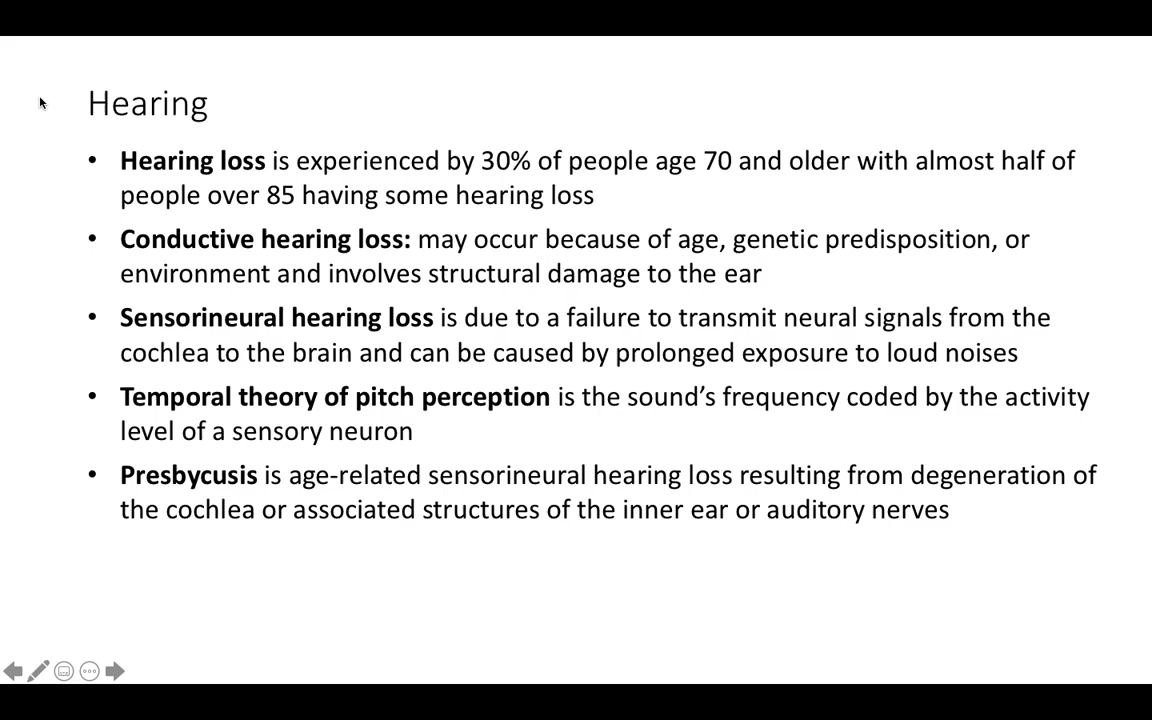 Hearing
• Hearing loss is experienced by 30% of people age 70 and older with almost half of
people over 85 having some hearing loss
• Conductive hearing loss: may occur because of age, genetic predisposition, or
environment and involves structural damage to the ear
• Sensorineural hearing loss is due to a failure to transmit neural signals from the
cochlea to the brain and can be caused by prolonged exposure to loud noises
• Temporal theory of pitch perception is the sound’s frequency coded by the activity
level of a sensory neuron
• Presbycusis is age-related sensorineural hearing loss resulting from degeneration of
the cochlea or associated structures of the inner ear or auditory nerves